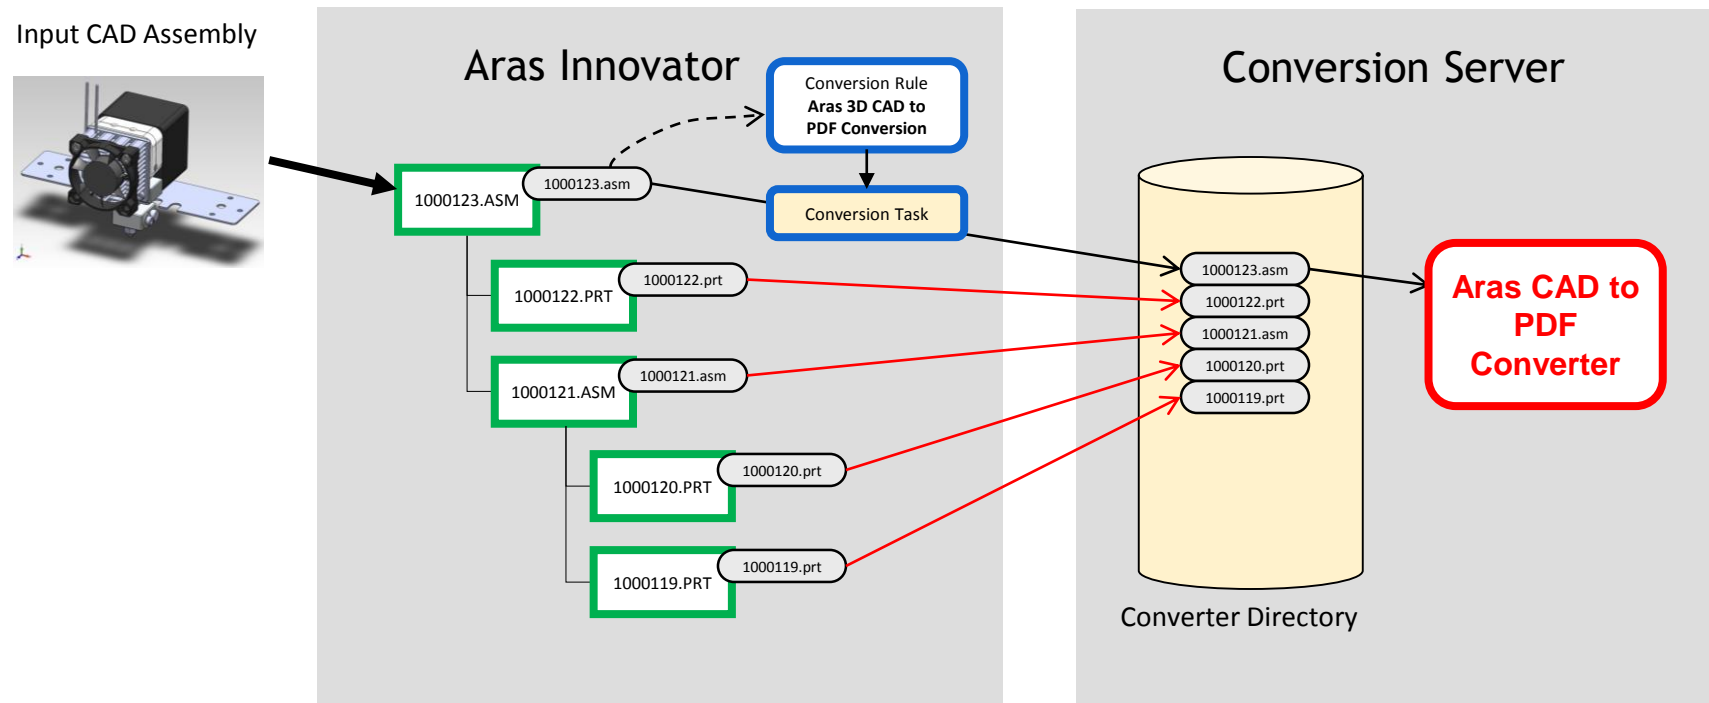 Input CAD Assembly
Aras Innovator
Conversion Rule
Aras 3D CAD to
PDF Conversion
Conversion Task
1000123.ASM
1000123.asm
1000122.PRT
1000122.prt
1000121.ASM
1000121.asm
1000120.PRT
1000120.prt
1000119.PRT
1000119.prt
Conversion Server
1000123.asm
1000122.prt
1000121.asm
1000120.prt
1000119.prt
Converter Directory
Aras CAD to
PDF
Converter